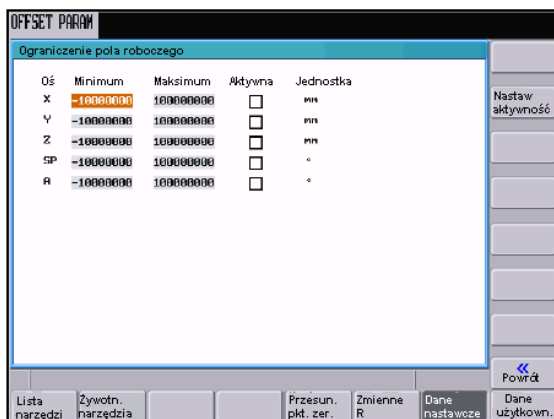 OFFSET PARAM
Ograniczenie pola roboczego
Oś Minimum Maksimum Aktywna Jednostka
X -10000000 100000000 mm
Y -10000000 100000000 mm
Z -10000000 100000000 mm
SP -10000000 100000000 °
A -10000000 100000000 °
Nastaw
aktywność
«
Powrót
Lista
narzędzi
Żywotn.
narzędzia
Przesun.
pkt. zer.
Zmienne
R
Dane
nastawcze
Dane
użytkown.